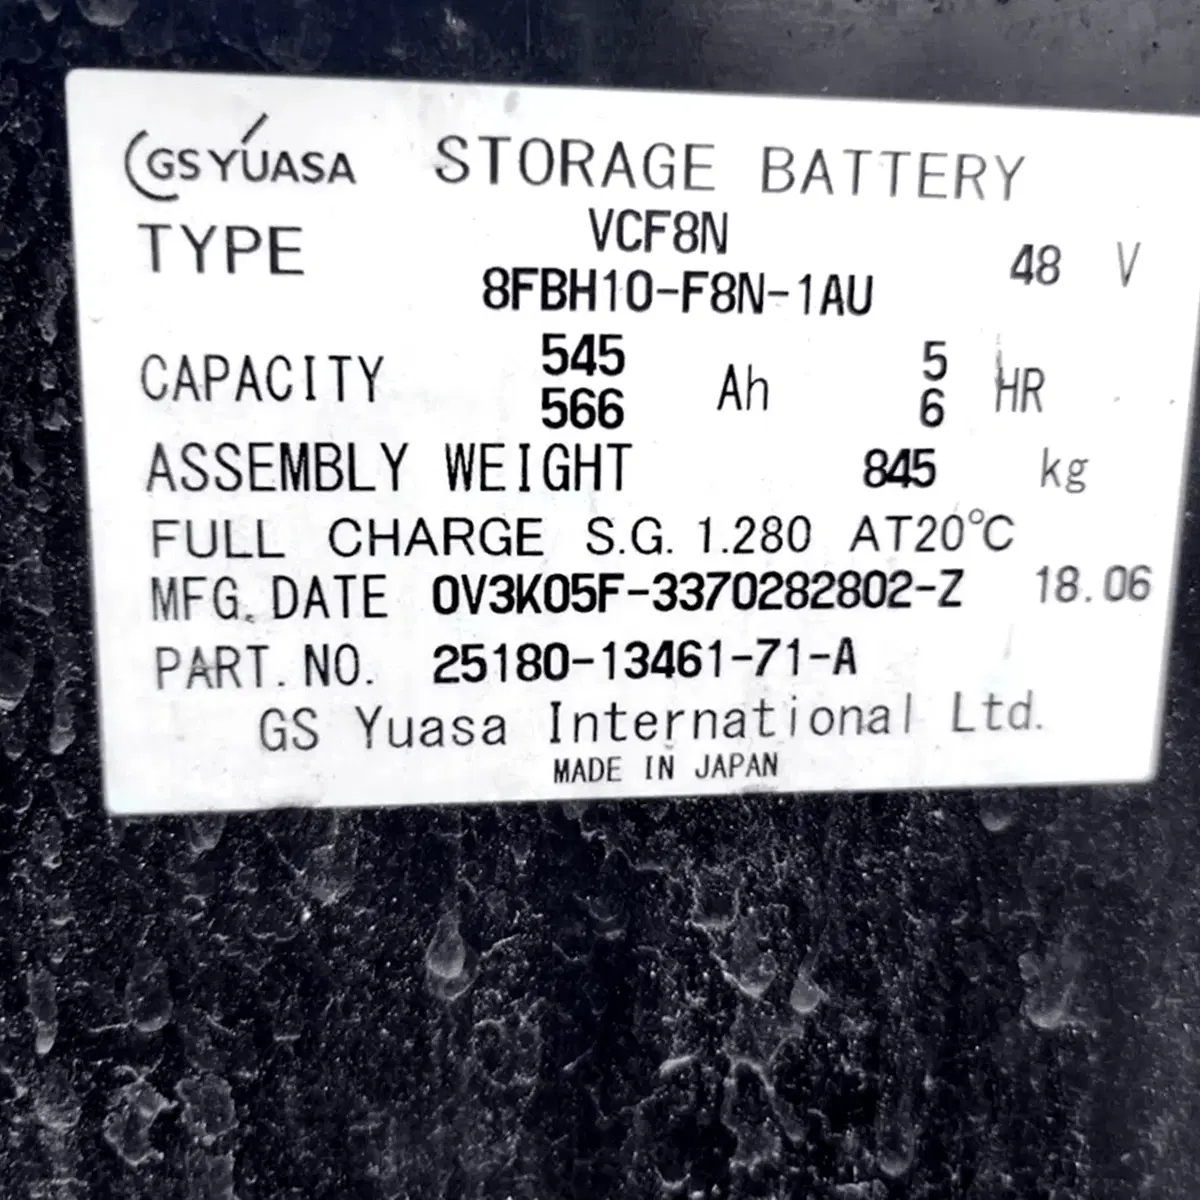 GS YUASA STORAGE BATTERY
TYPE VCF8N 48 V
8FBH10-F8N-1AU
CAPACITY 545 Ah 5 HR
566 6
ASSEMBLY WEIGHT 845 kg
FULL CHARGE S.G. 1.280 AT20℃
MFG. DATE 0V3K05F-3370282802-Z 18.06
PART. NO. 25180-13461-71-A
GS Yuasa International Ltd.
MADE IN JAPAN